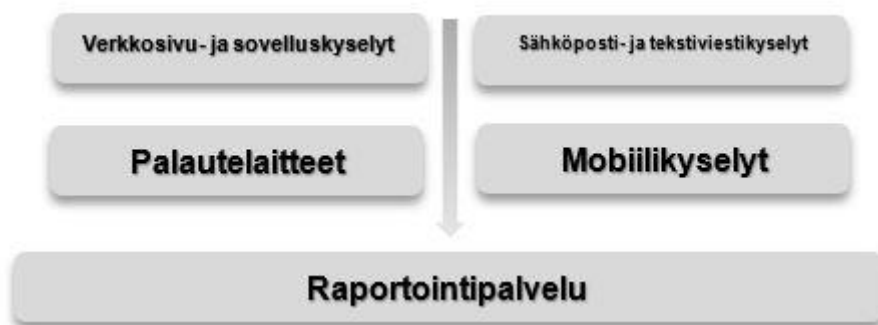 Verkkosivu- ja sovelluskyselyt
Sähköposti- ja tekstiviestikyselyt
Palautelaitteet
Mobiilikyselyt
Raportointipalvelu